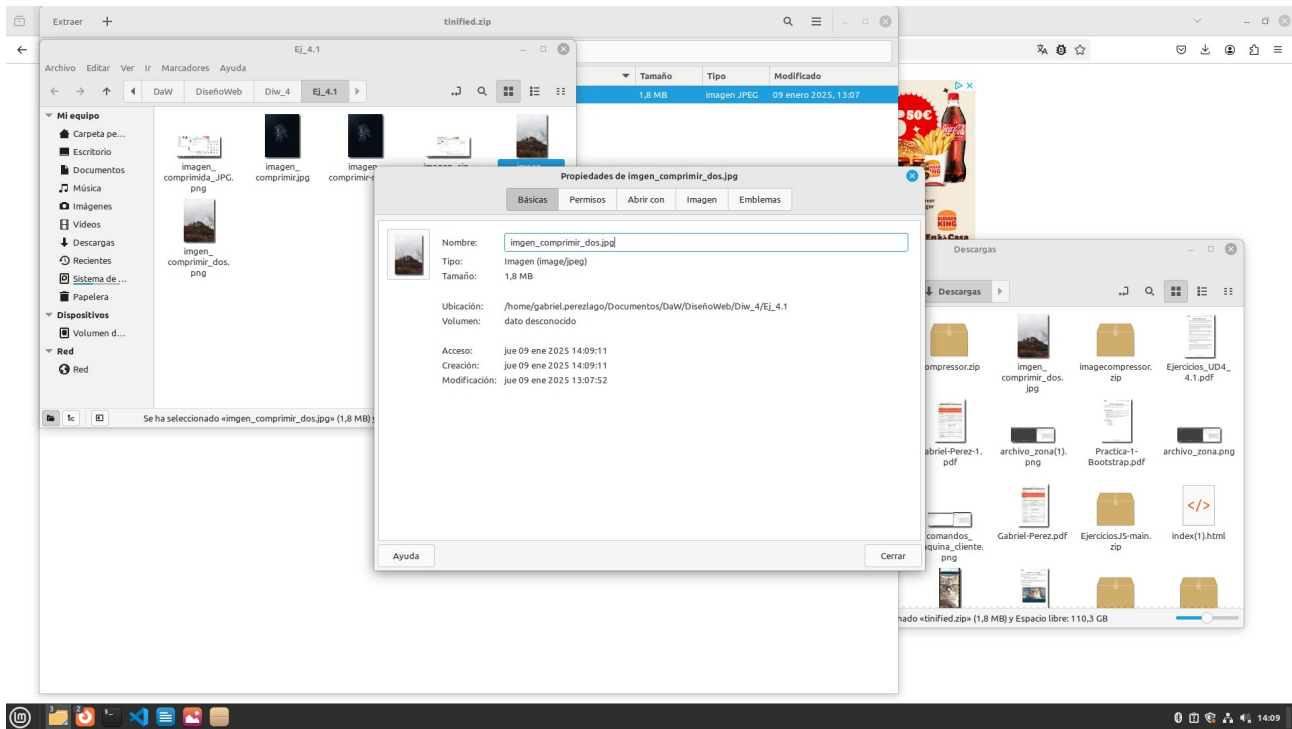 Extraer
tinified.zip
Ej_4.1
Archivo Editar Ver Ir Marcadores Ayuda
DaW DiseñoWeb Diw_4 Ej_4.1
Tamaño Tipo Modificado
1,8 MB imagen JPEG 09 enero 2025, 13:07
Mi equipo
Carpeta pe...
Escritorio
Documentos
Música
Imágenes
Vídeos
Descargas
Recientes
Sistema de ...
Papelera
Dispositivos
Volumen d...
Red
Red
imagen_
comprimida_JPG.
png
imagen_
comprimir.jpg
imagen
comprimir-r
imgen_
comprimir_dos.
png
Se ha seleccionado «imgen_comprimir_dos.jpg» (1,8 MB)
Propiedades de imgen_comprimir_dos.jpg
Básicas Permisos Abrir con Imagen Emblemas
Nombre: imgen_comprimir_dos.jpg
Tipo: Imagen (image/jpeg)
Tamaño: 1,8 MB
Ubicación: /home/gabriel.perezlago/Documentos/DaW/DiseñoWeb/Diw_4/Ej_4.1
Volumen: dato desconocido
Acceso: jue 09 ene 2025 14:09:11
Creación: jue 09 ene 2025 14:09:11
Modificación: jue 09 ene 2025 13:07:52
Ayuda
Cerrar
50€
BURGER
KING
Descargas
Descargas
ompressor.zip
imgen_
comprimir_dos.
jpg
imagecompressor.
zip
Ejercicios_UD4_
4.1.pdf
abriel-Perez-1.
pdf
archivo_zona(1).
png
Practica-1-
Bootstrap.pdf
archivo_zona.png
comandos_
quina_cliente.
png
Gabriel-Perez.pdf
EjerciciosJS-main.
zip
index(1).html
nado «tinified.zip» (1,8 MB) y Espacio libre: 110,3 GB
3
2
14:09